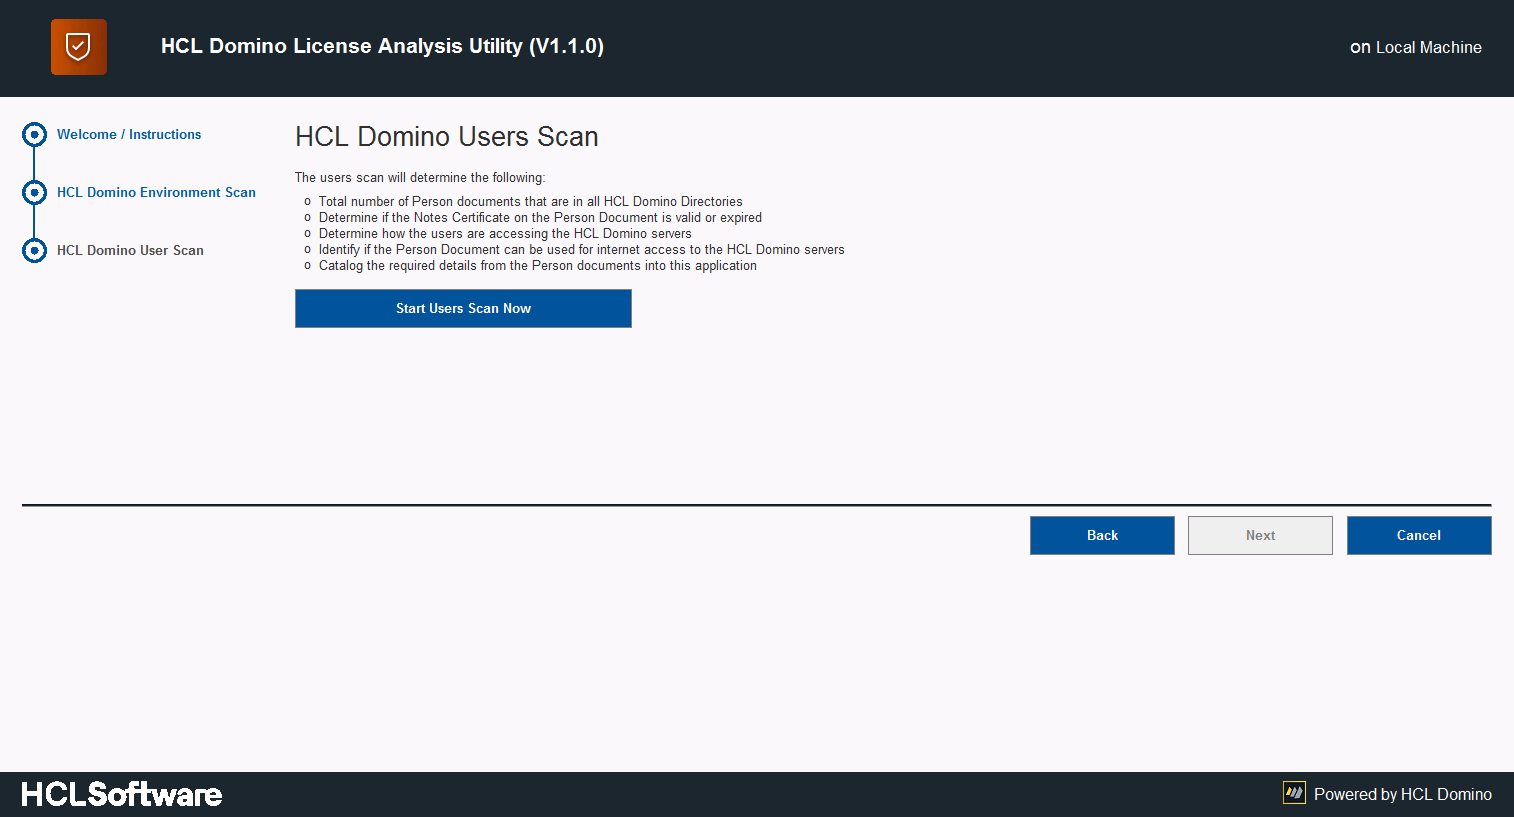 HCL Domino License Analysis Utility (V1.1.0)
on Local Machine
Welcome / Instructions
HCL Domino Environment Scan
HCL Domino User Scan
HCL Domino Users Scan
The users scan will determine the following:
o Total number of Person documents that are in all HCL Domino Directories
o Determine if the Notes Certificate on the Person Document is valid or expired
o Determine how the users are accessing the HCL Domino servers
o Identify if the Person Document can be used for internet access to the HCL Domino servers
o Catalog the required details from the Person documents into this application
Start Users Scan Now
Back
Next
Cancel
HCLSoftware
Powered by HCL Domino